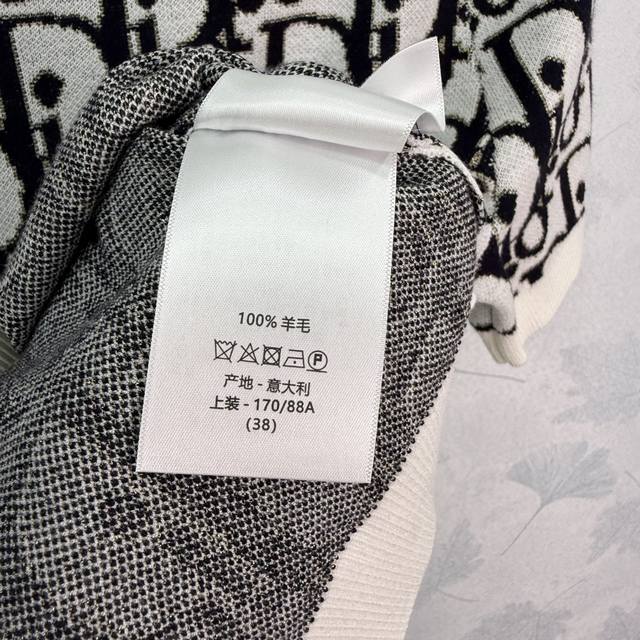 100% 羊毛
产地 - 意大利
上装 - 170/88A
(38)